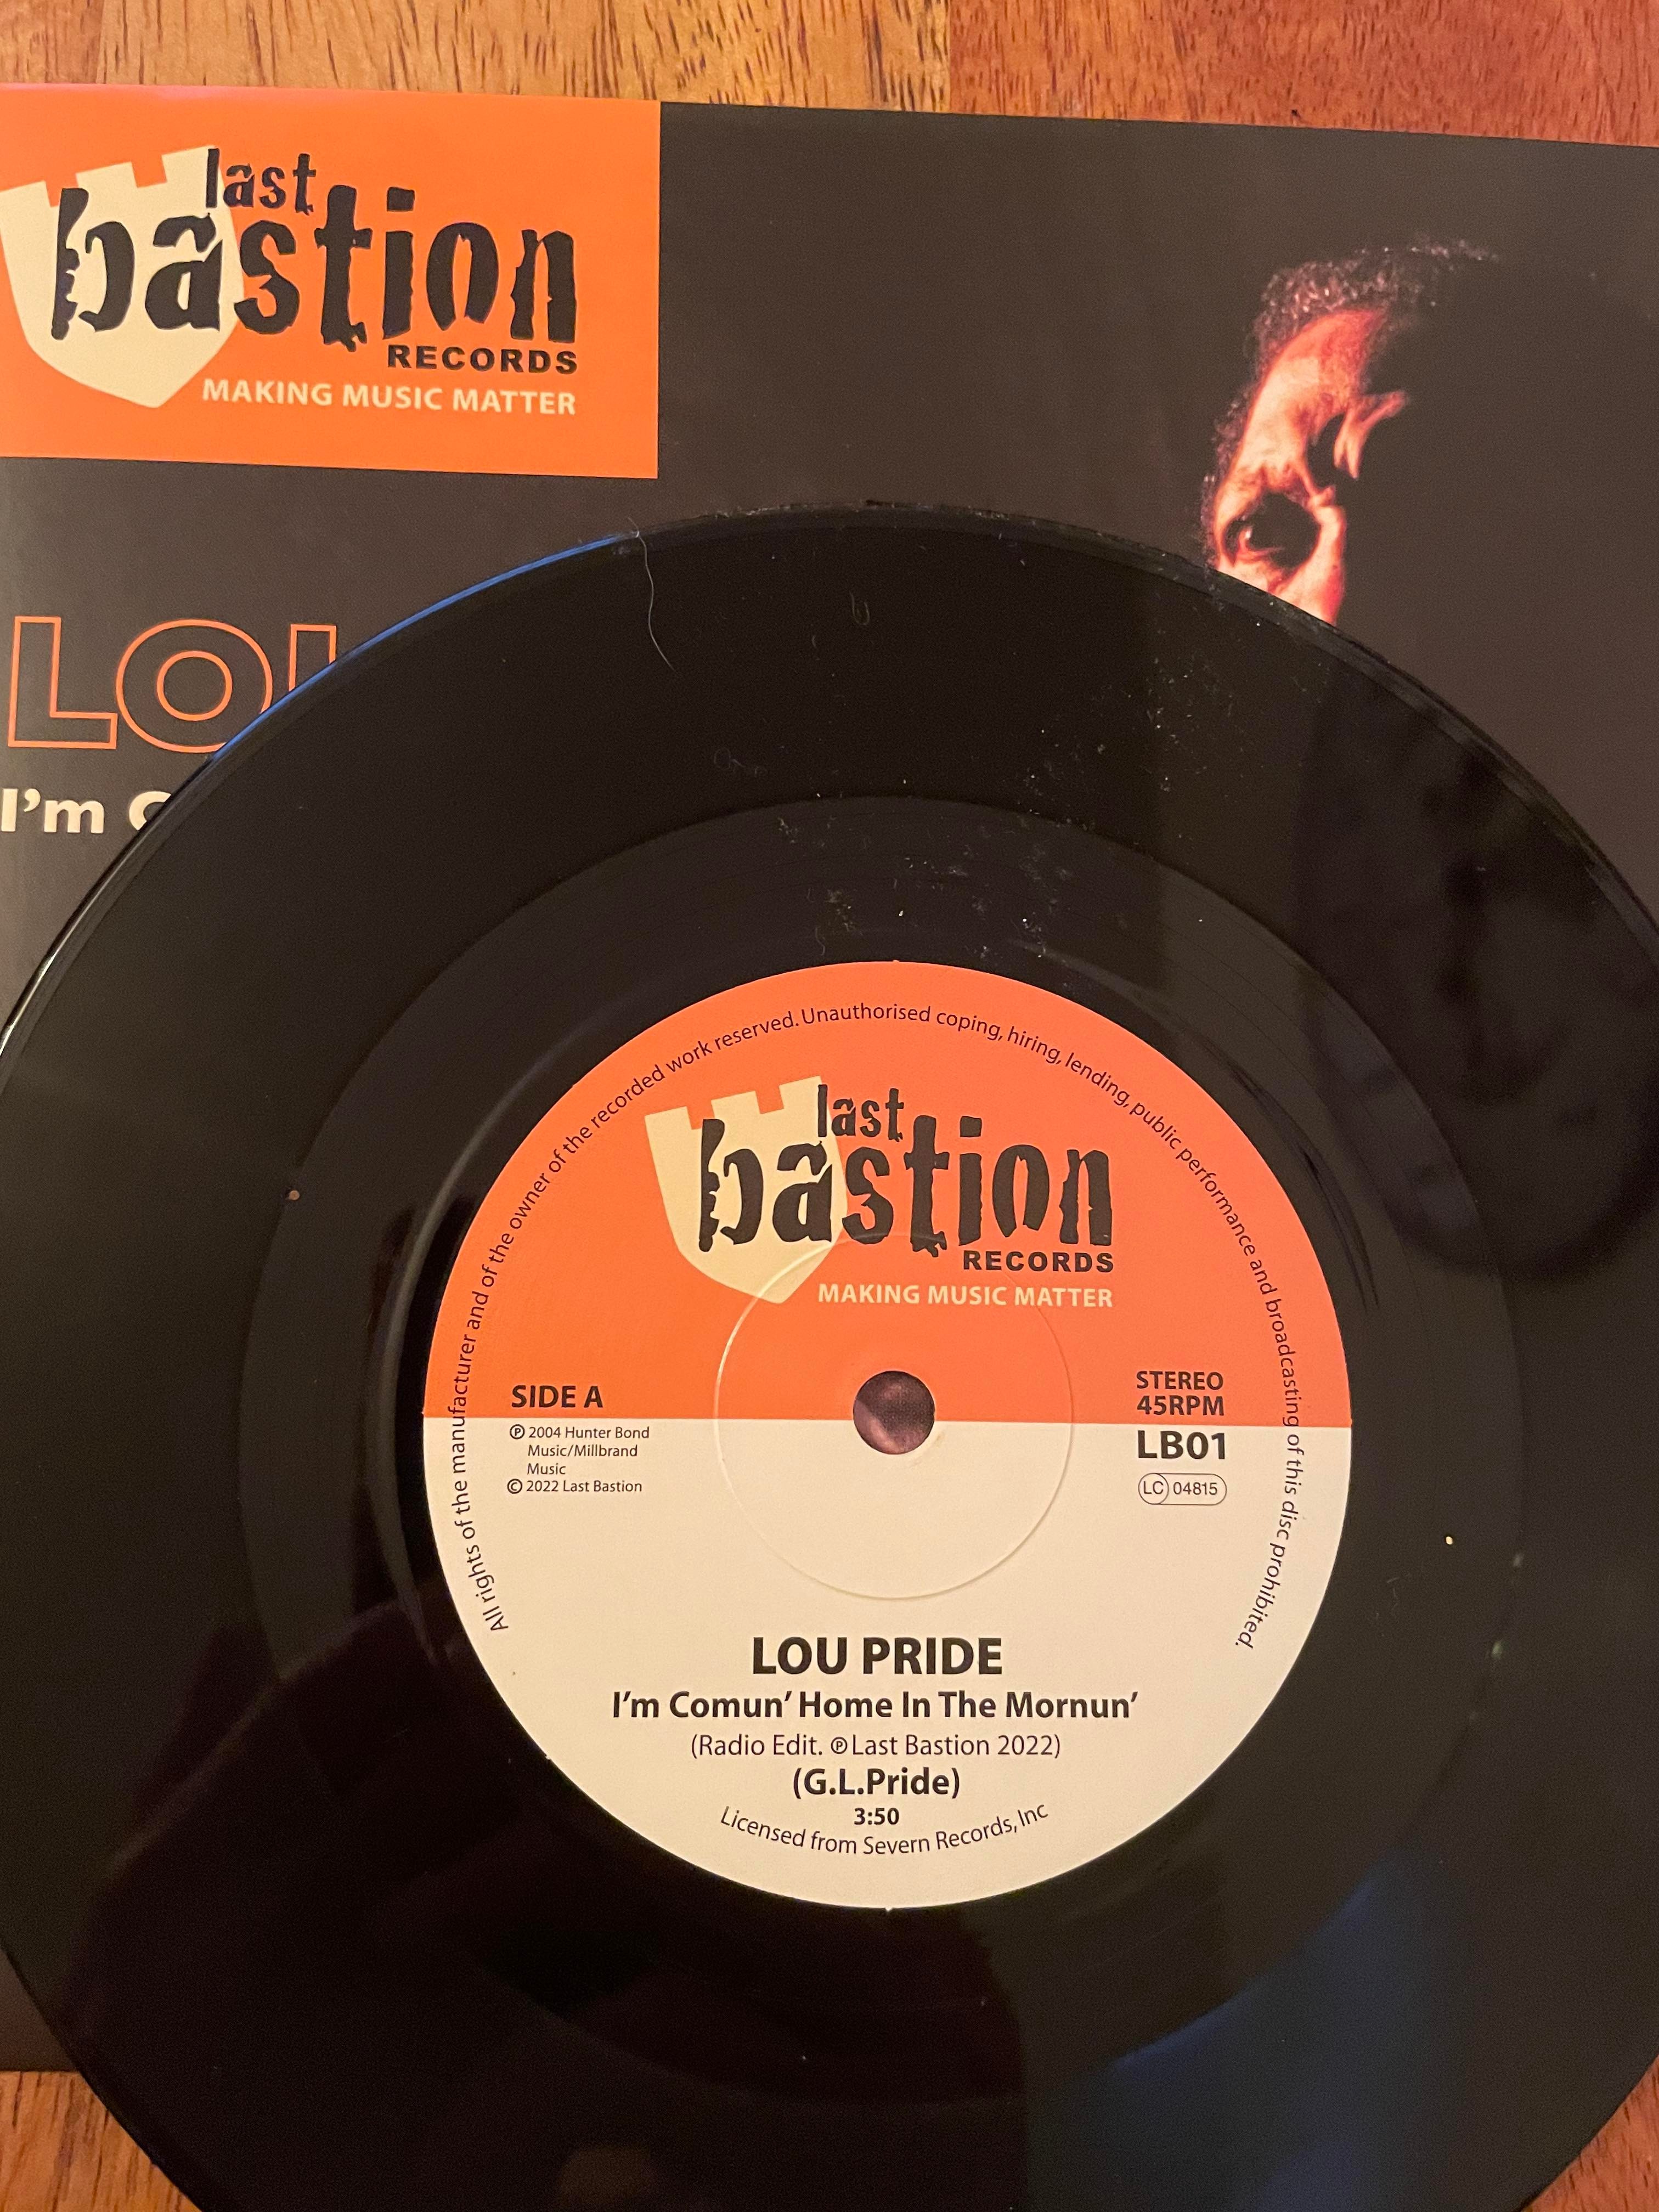 last
bastion
RECORDS
MAKING MUSIC MATTER
I'm
All rights of the manufacturer and of the owner of the recorded work reserved. Unauthorised coping, hiring, lending, public performance and broadcasting of this disc prohibited.
last
bastion
RECORDS
MAKING MUSIC MATTER
SIDE A
℗ 2004 Hunter Bond
Music/Millbrand
Music
© 2022 Last Bastion
STEREO
45RPM
LB01
LC 04815
LOU PRIDE
I'm Comun' Home In The Mornun'
(Radio Edit. ℗ Last Bastion 2022)
(G.L.Pride)
3:50
Licensed from Severn Records, Inc